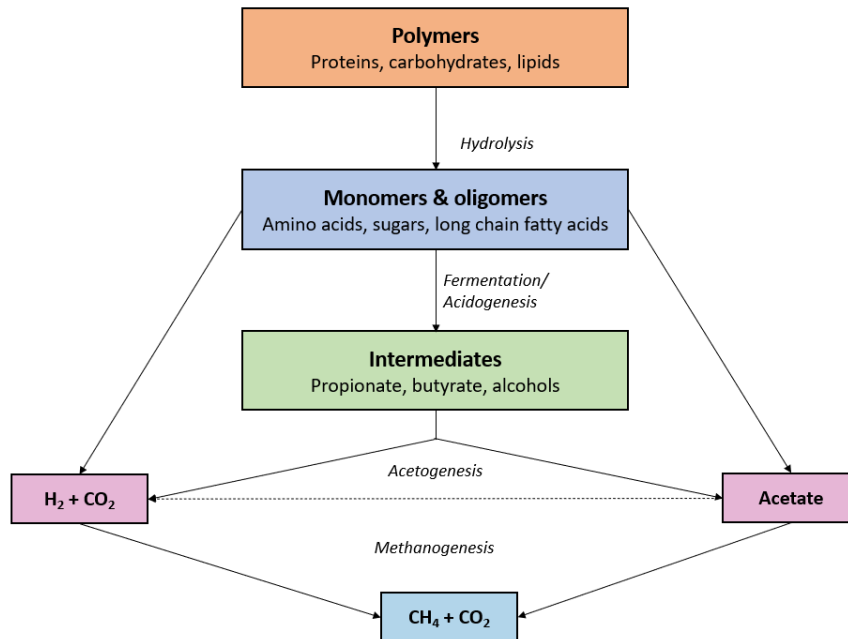 Polymers
Proteins, carbohydrates, lipids
Hydrolysis
Monomers & oligomers
Amino acids, sugars, long chain fatty acids
Fermentation/
Acidogenesis
Intermediates
Propionate, butyrate, alcohols
Acetogenesis
H₂ + CO₂
Acetate
Methanogenesis
CH₄ + CO₂